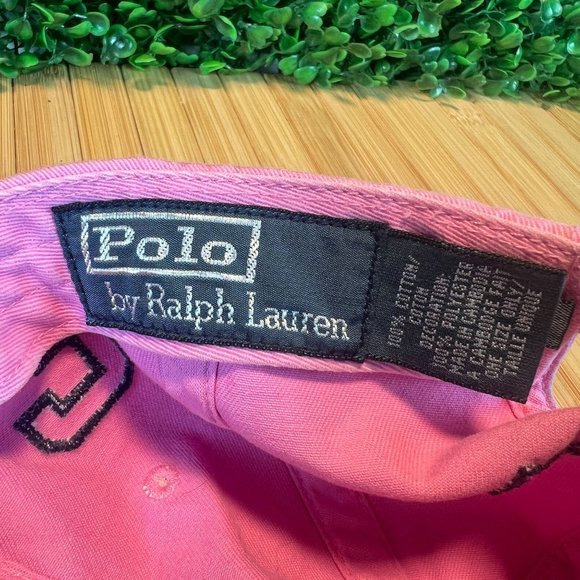 Polo
by Ralph Lauren
100% COTTON/
COTON
DECORATION:
100% POLYESTER
MADE IN CAMBODIA
CAMBODGE FAIT
ONE SIZE ONLY/
TAILLE UNIQUE